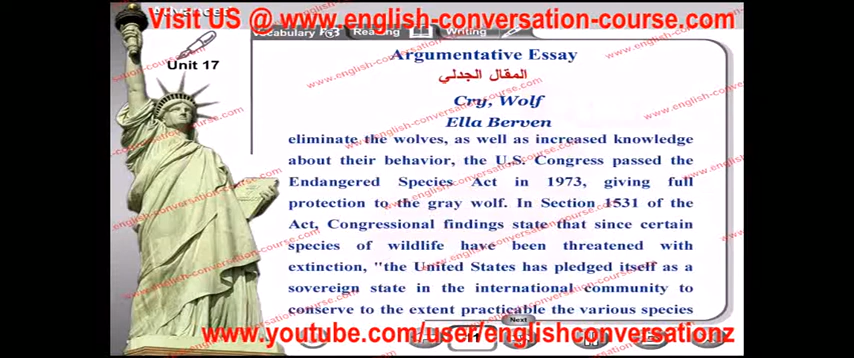 Visit US @ www.english-conversation-course.com
Vocabulary Reading Writing
Unit 17
Argumentative Essay
المقال الجدلي
Cry, Wolf
Ella Berven
eliminate the wolves, as well as increased knowledge
about their behavior, the U.S. Congress passed the
Endangered Species Act in 1973, giving full
protection to the gray wolf. In Section 1531 of the
Act, Congressional findings state that since certain
species of wildlife have been threatened with
extinction, "the United States has pledged itself as a
sovereign state in the international community to
conserve to the extent practicable the various species
Next
www.youtube.com/user/englishconversationz